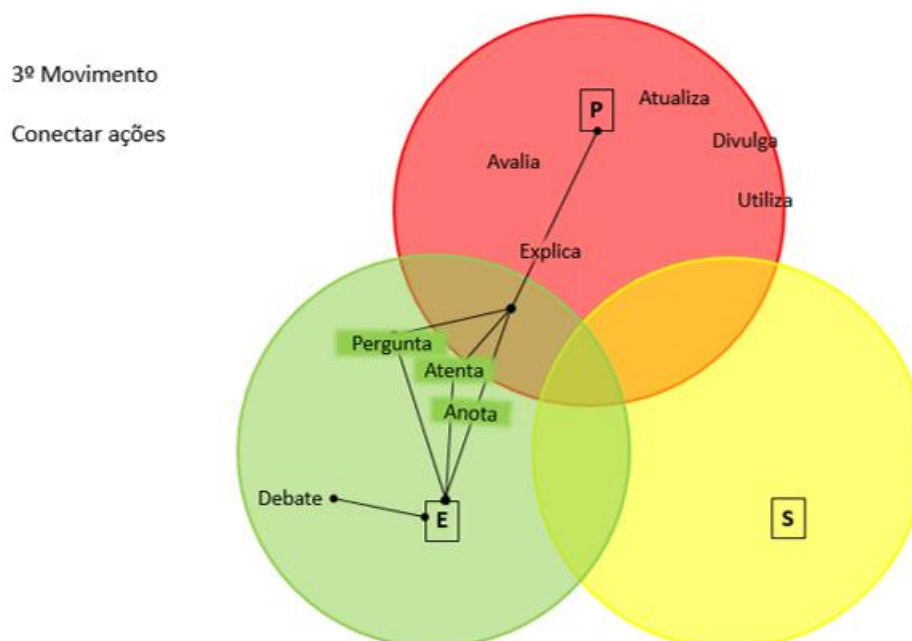 3º Movimento
Conectar ações
P
Atualiza
Divulga
Avalia
Utiliza
Explica
Pergunta
Atenta
Anota
Debate
E
S